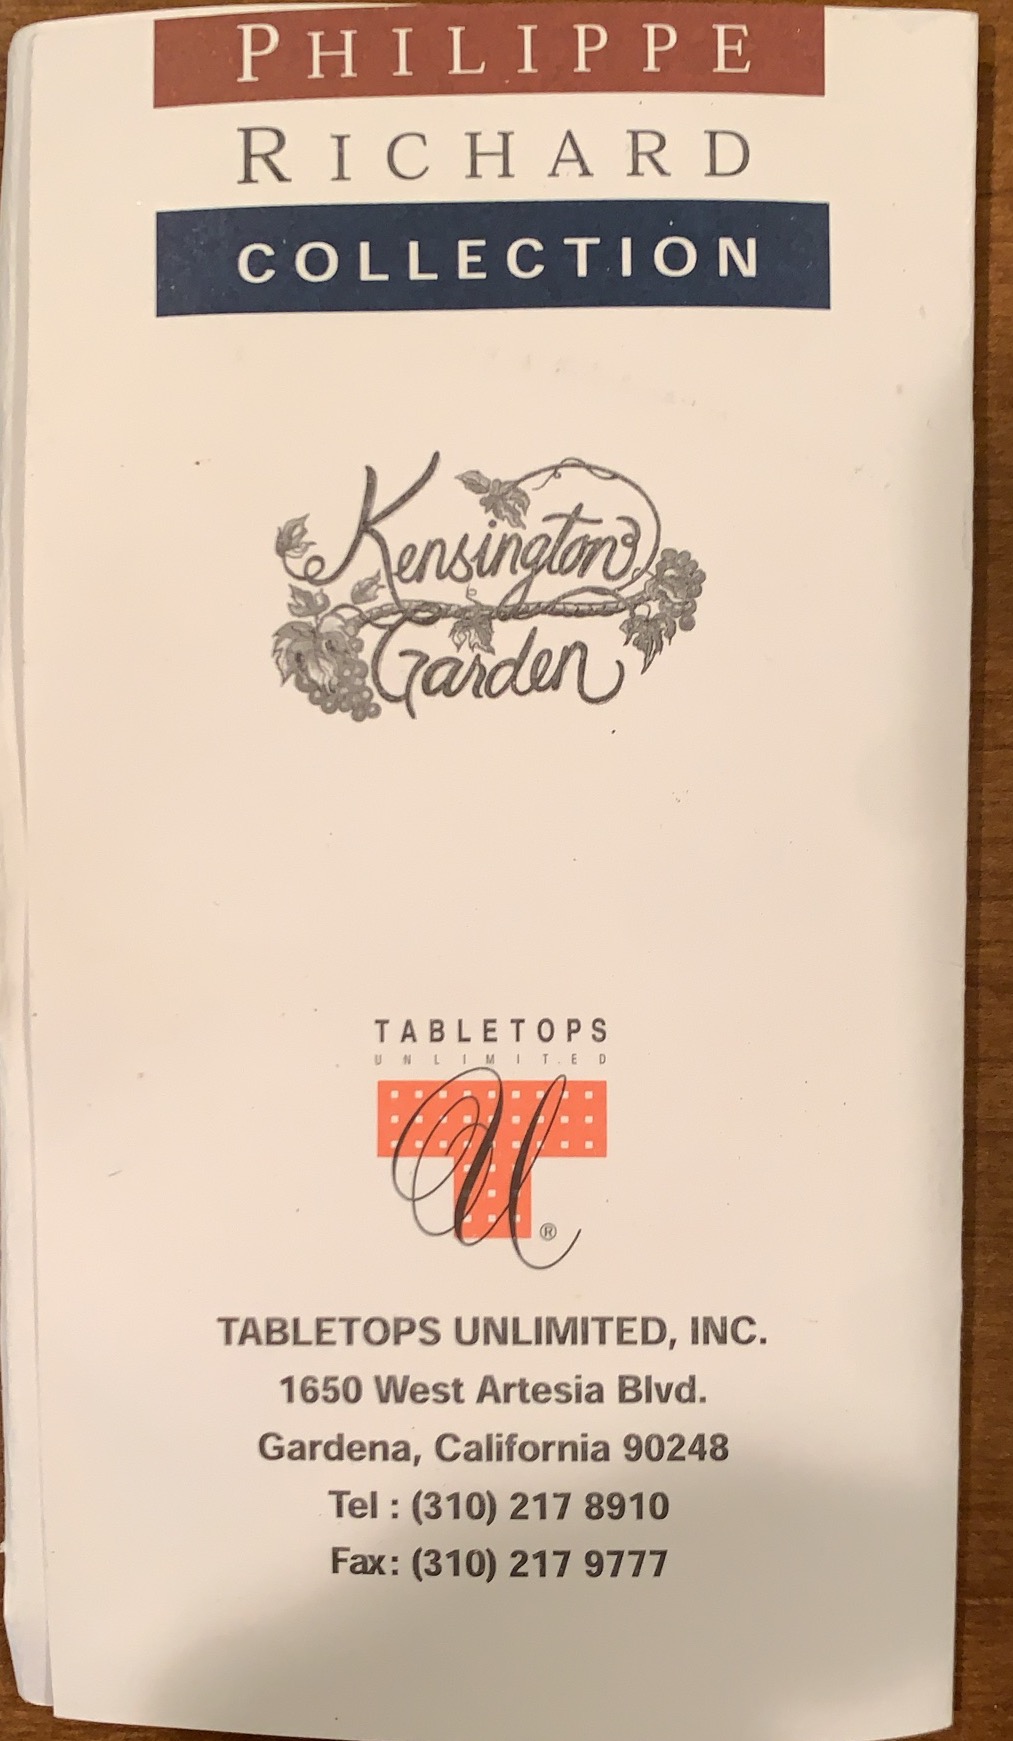 PHILIPPE
RICHARD
COLLECTION
Kensington
Garden
TABLETOPS
UNLIMITED
TU®
TABLETOPS UNLIMITED, INC.
1650 West Artesia Blvd.
Gardena, California 90248
Tel : (310) 217 8910
Fax: (310) 217 9777